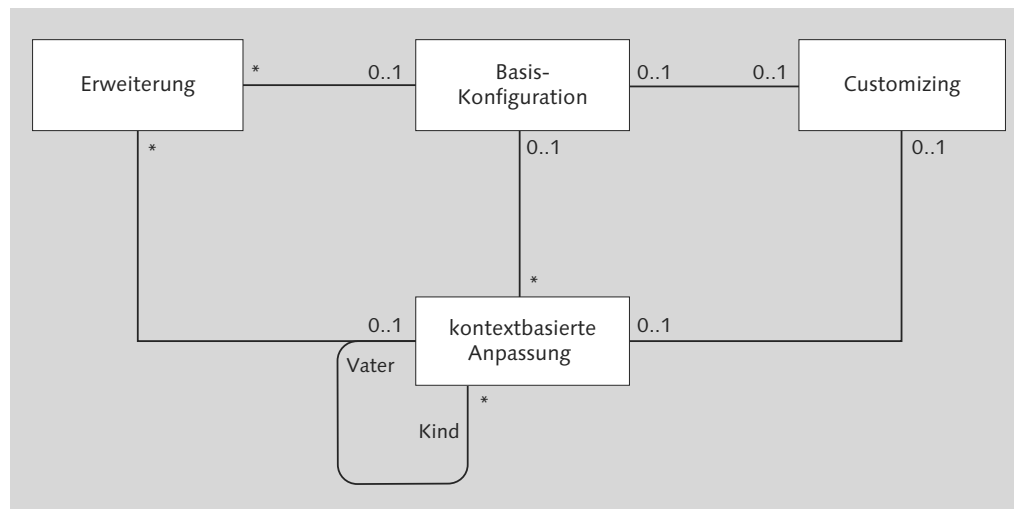 Erweiterung
*
0..1
Basis-
Konfiguration
0..1
0..1
Customizing
*
0..1
0..1
*
0..1
kontextbasierte
Anpassung
0..1
Vater
*
Kind